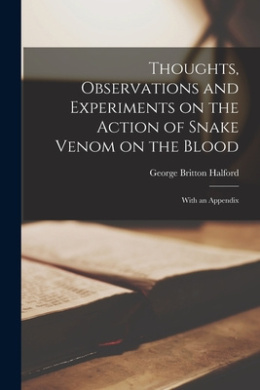 Thoughts,
Observations and
Experiments on the
Action of Snake
Venom on the Blood
George Britton Halford
With an Appendix